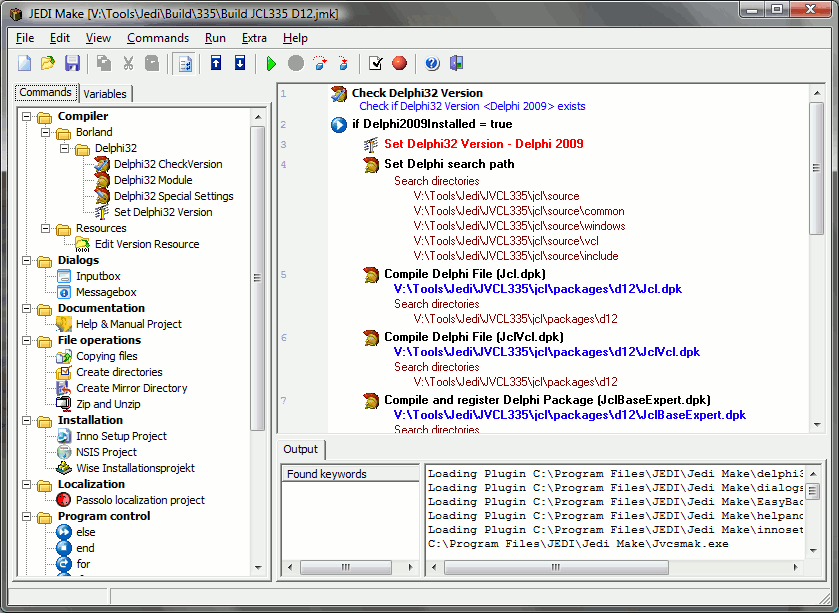 JEDI Make [V:\Tools\Jedi\Build\335\Build JCL335 D12.jmk]
File Edit View Commands Run Extra Help
Commands Variables
Compiler
Borland
Delphi32
Delphi32 CheckVersion
Delphi32 Module
Delphi32 Special Settings
Set Delphi32 Version
Resources
Edit Version Resource
Dialogs
Inputbox
Messagebox
Documentation
Help & Manual Project
File operations
Copying files
Create directories
Create Mirror Directory
Zip and Unzip
Installation
Inno Setup Project
NSIS Project
Wise Installationsprojekt
Localization
Passolo localization project
Program control
else
end
for
1 Check Delphi32 Version
Check if Delphi32 Version <Delphi 2009> exists
2 if Delphi2009Installed = true
3 Set Delphi32 Version - Delphi 2009
4 Set Delphi search path
Search directories
V:\Tools\Jedi\JVCL335\jcl\source
V:\Tools\Jedi\JVCL335\jcl\source\common
V:\Tools\Jedi\JVCL335\jcl\source\windows
V:\Tools\Jedi\JVCL335\jcl\source\vcl
V:\Tools\Jedi\JVCL335\jcl\source\include
5 Compile Delphi File (Jcl.dpk)
V:\Tools\Jedi\JVCL335\jcl\packages\d12\Jcl.dpk
Search directories
V:\Tools\Jedi\JVCL335\jcl\packages\d12
6 Compile Delphi File (JclVcl.dpk)
V:\Tools\Jedi\JVCL335\jcl\packages\d12\JclVcl.dpk
Search directories
V:\Tools\Jedi\JVCL335\jcl\packages\d12
7 Compile and register Delphi Package (JclBaseExpert.dpk)
V:\Tools\Jedi\JVCL335\jcl\packages\d12\JclBaseExpert.dpk
Search directories
Output
Found keywords
Loading Plugin C:\Program Files\JEDI\Jedi Make\delphi3
Loading Plugin C:\Program Files\JEDI\Jedi Make\dialogs
Loading Plugin C:\Program Files\JEDI\Jedi Make\EasyBac
Loading Plugin C:\Program Files\JEDI\Jedi Make\helpand
Loading Plugin C:\Program Files\JEDI\Jedi Make\innoset
C:\Program Files\JEDI\Jedi Make\Jvcsmak.exe